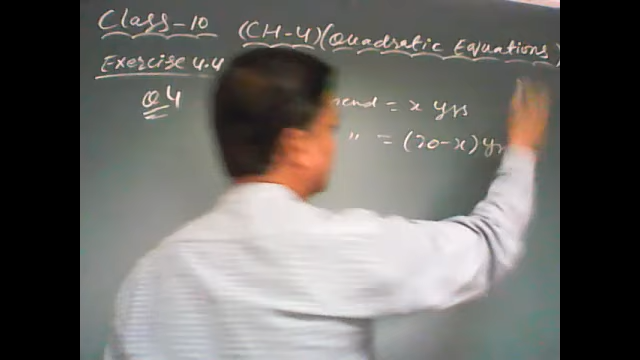 Class-10 (CH-4)(Quadratic Equations)
Exercise 4.4
Q4
= x yrs
" = (20-x) yrs